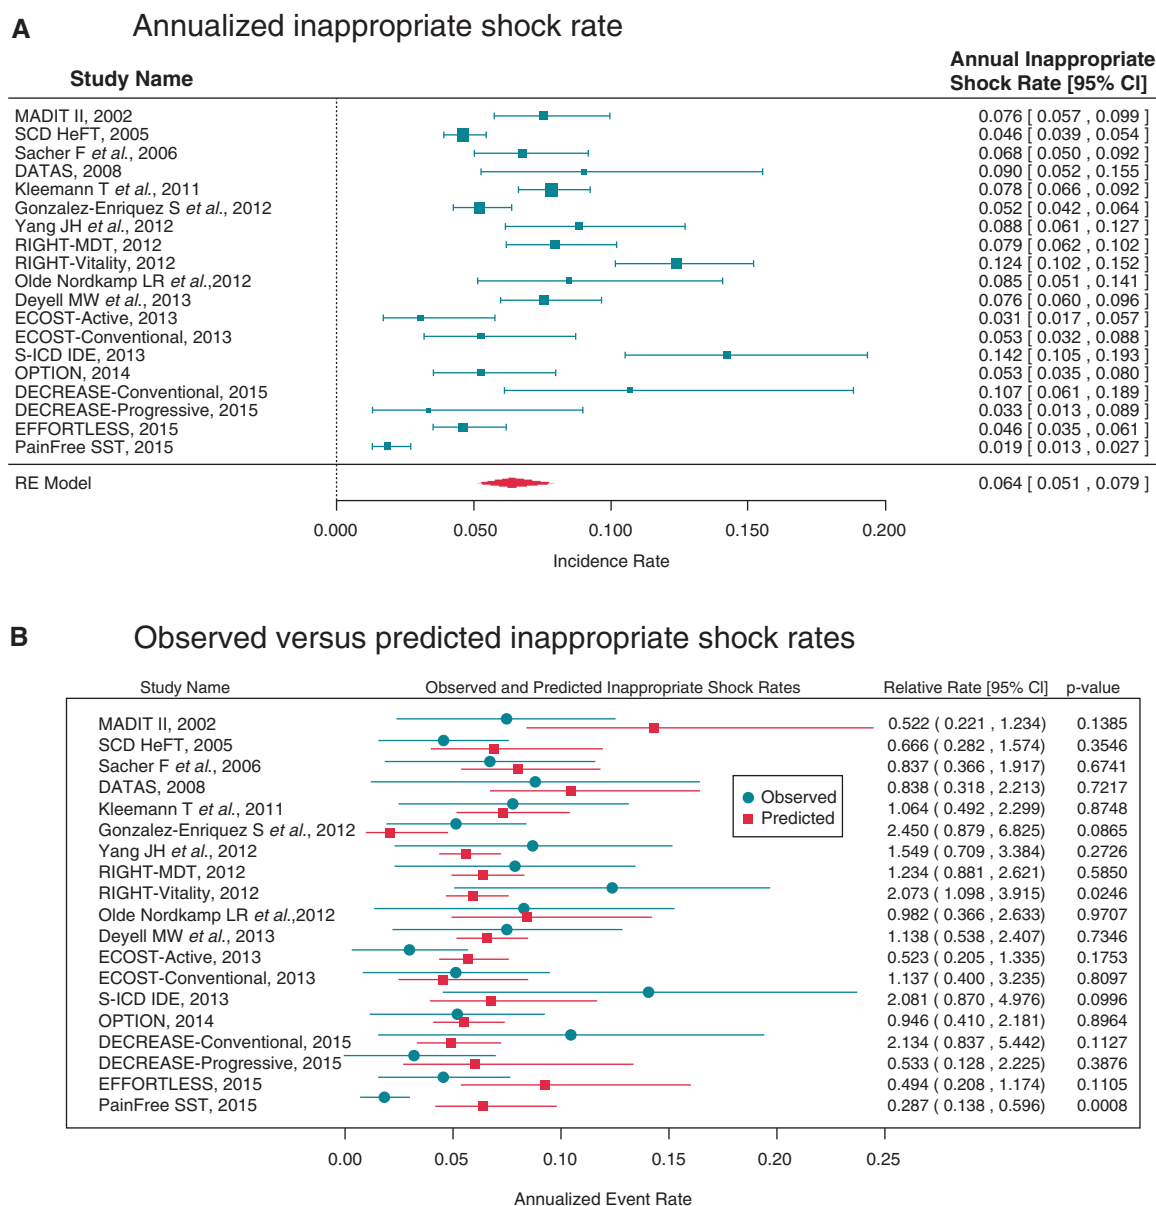 A Annualized inappropriate shock rate
Study Name
Annual Inappropriate
Shock Rate [95% CI]
MADIT II, 2002 0.076 [ 0.057 , 0.099 ]
SCD HeFT, 2005 0.046 [ 0.039 , 0.054 ]
Sacher F et al., 2006 0.068 [ 0.050 , 0.092 ]
DATAS, 2008 0.090 [ 0.052 , 0.155 ]
Kleemann T et al., 2011 0.078 [ 0.066 , 0.092 ]
Gonzalez-Enriquez S et al., 2012 0.052 [ 0.042 , 0.064 ]
Yang JH et al., 2012 0.088 [ 0.061 , 0.127 ]
RIGHT-MDT, 2012 0.079 [ 0.062 , 0.102 ]
RIGHT-Vitality, 2012 0.124 [ 0.102 , 0.152 ]
Olde Nordkamp LR et al.,2012 0.085 [ 0.051 , 0.141 ]
Deyell MW et al., 2013 0.076 [ 0.060 , 0.096 ]
ECOST-Active, 2013 0.031 [ 0.017 , 0.057 ]
ECOST-Conventional, 2013 0.053 [ 0.032 , 0.088 ]
S-ICD IDE, 2013 0.142 [ 0.105 , 0.193 ]
OPTION, 2014 0.053 [ 0.035 , 0.080 ]
DECREASE-Conventional, 2015 0.107 [ 0.061 , 0.189 ]
DECREASE-Progressive, 2015 0.033 [ 0.013 , 0.089 ]
EFFORTLESS, 2015 0.046 [ 0.035 , 0.061 ]
PainFree SST, 2015 0.019 [ 0.013 , 0.027 ]
RE Model 0.064 [ 0.051 , 0.079 ]
0.000 0.050 0.100 0.150 0.200
Incidence Rate
B Observed versus predicted inappropriate shock rates
Study Name Observed and Predicted Inappropriate Shock Rates Relative Rate [95% CI] p-value
MADIT II, 2002 0.522 ( 0.221 , 1.234) 0.1385
SCD HeFT, 2005 0.666 ( 0.282 , 1.574) 0.3546
Sacher F et al., 2006 0.837 ( 0.366 , 1.917) 0.6741
DATAS, 2008 0.838 ( 0.318 , 2.213) 0.7217
Kleemann T et al., 2011 1.064 ( 0.492 , 2.299) 0.8748
Gonzalez-Enriquez S et al., 2012 2.450 ( 0.879 , 6.825) 0.0865
Yang JH et al., 2012 1.549 ( 0.709 , 3.384) 0.2726
RIGHT-MDT, 2012 1.234 ( 0.881 , 2.621) 0.5850
RIGHT-Vitality, 2012 2.073 ( 1.098 , 3.915) 0.0246
Olde Nordkamp LR et al.,2012 0.982 ( 0.366 , 2.633) 0.9707
Deyell MW et al., 2013 1.138 ( 0.538 , 2.407) 0.7346
ECOST-Active, 2013 0.523 ( 0.205 , 1.335) 0.1753
ECOST-Conventional, 2013 1.137 ( 0.400 , 3.235) 0.8097
S-ICD IDE, 2013 2.081 ( 0.870 , 4.976) 0.0996
OPTION, 2014 0.946 ( 0.410 , 2.181) 0.8964
DECREASE-Conventional, 2015 2.134 ( 0.837 , 5.442) 0.1127
DECREASE-Progressive, 2015 0.533 ( 0.128 , 2.225) 0.3876
EFFORTLESS, 2015 0.494 ( 0.208 , 1.174) 0.1105
PainFree SST, 2015 0.287 ( 0.138 , 0.596) 0.0008
Observed
Predicted
0.00 0.05 0.10 0.15 0.20 0.25
Annualized Event Rate